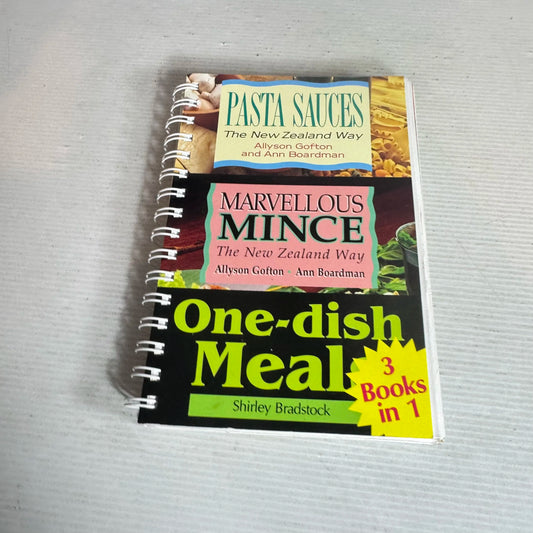 PASTA SAUCES
The New Zealand Way
Allyson Gofton
and Ann Boardman
MARVELLOUS
MINCE
The New Zealand Way
Allyson Gofton • Ann Boardman
One-dish
Meal
Shirley Bradstock
3
Books
in 1